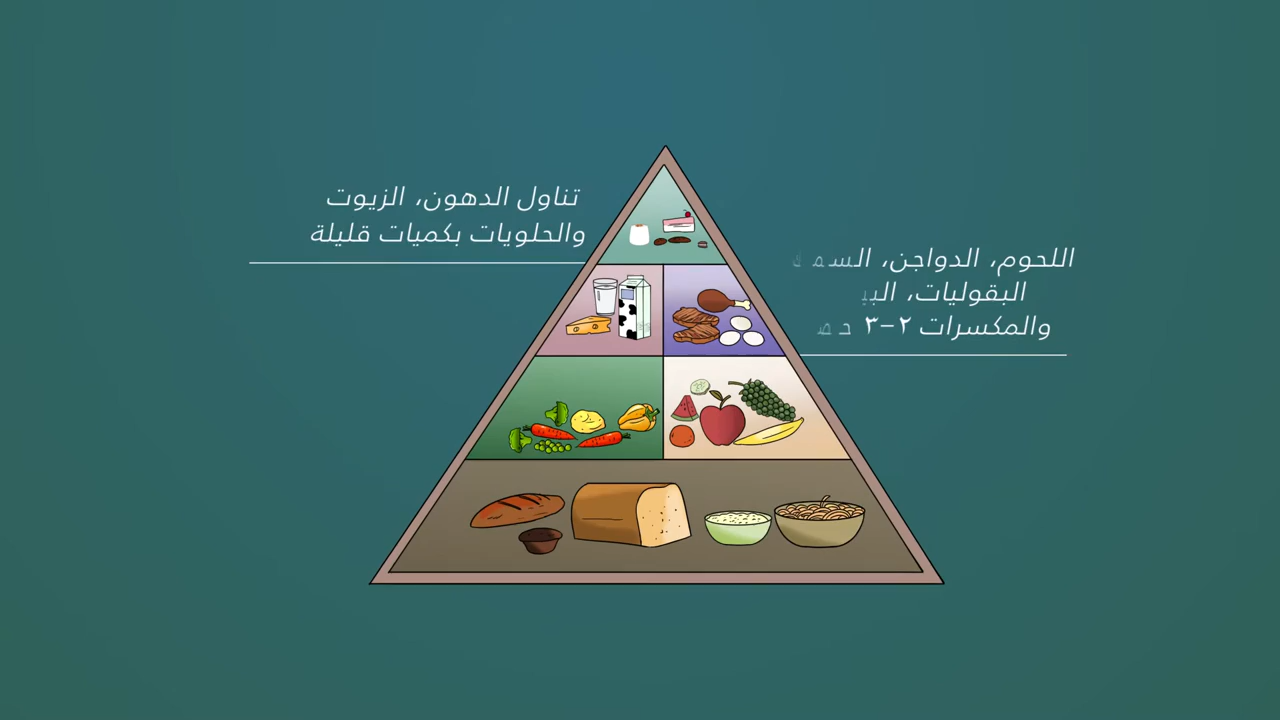 تناول الدهون، الزيوت
والحلويات بكميات قليلة
اللحوم، الدواجن،
البقوليات،
والمكسرات ٢-٣